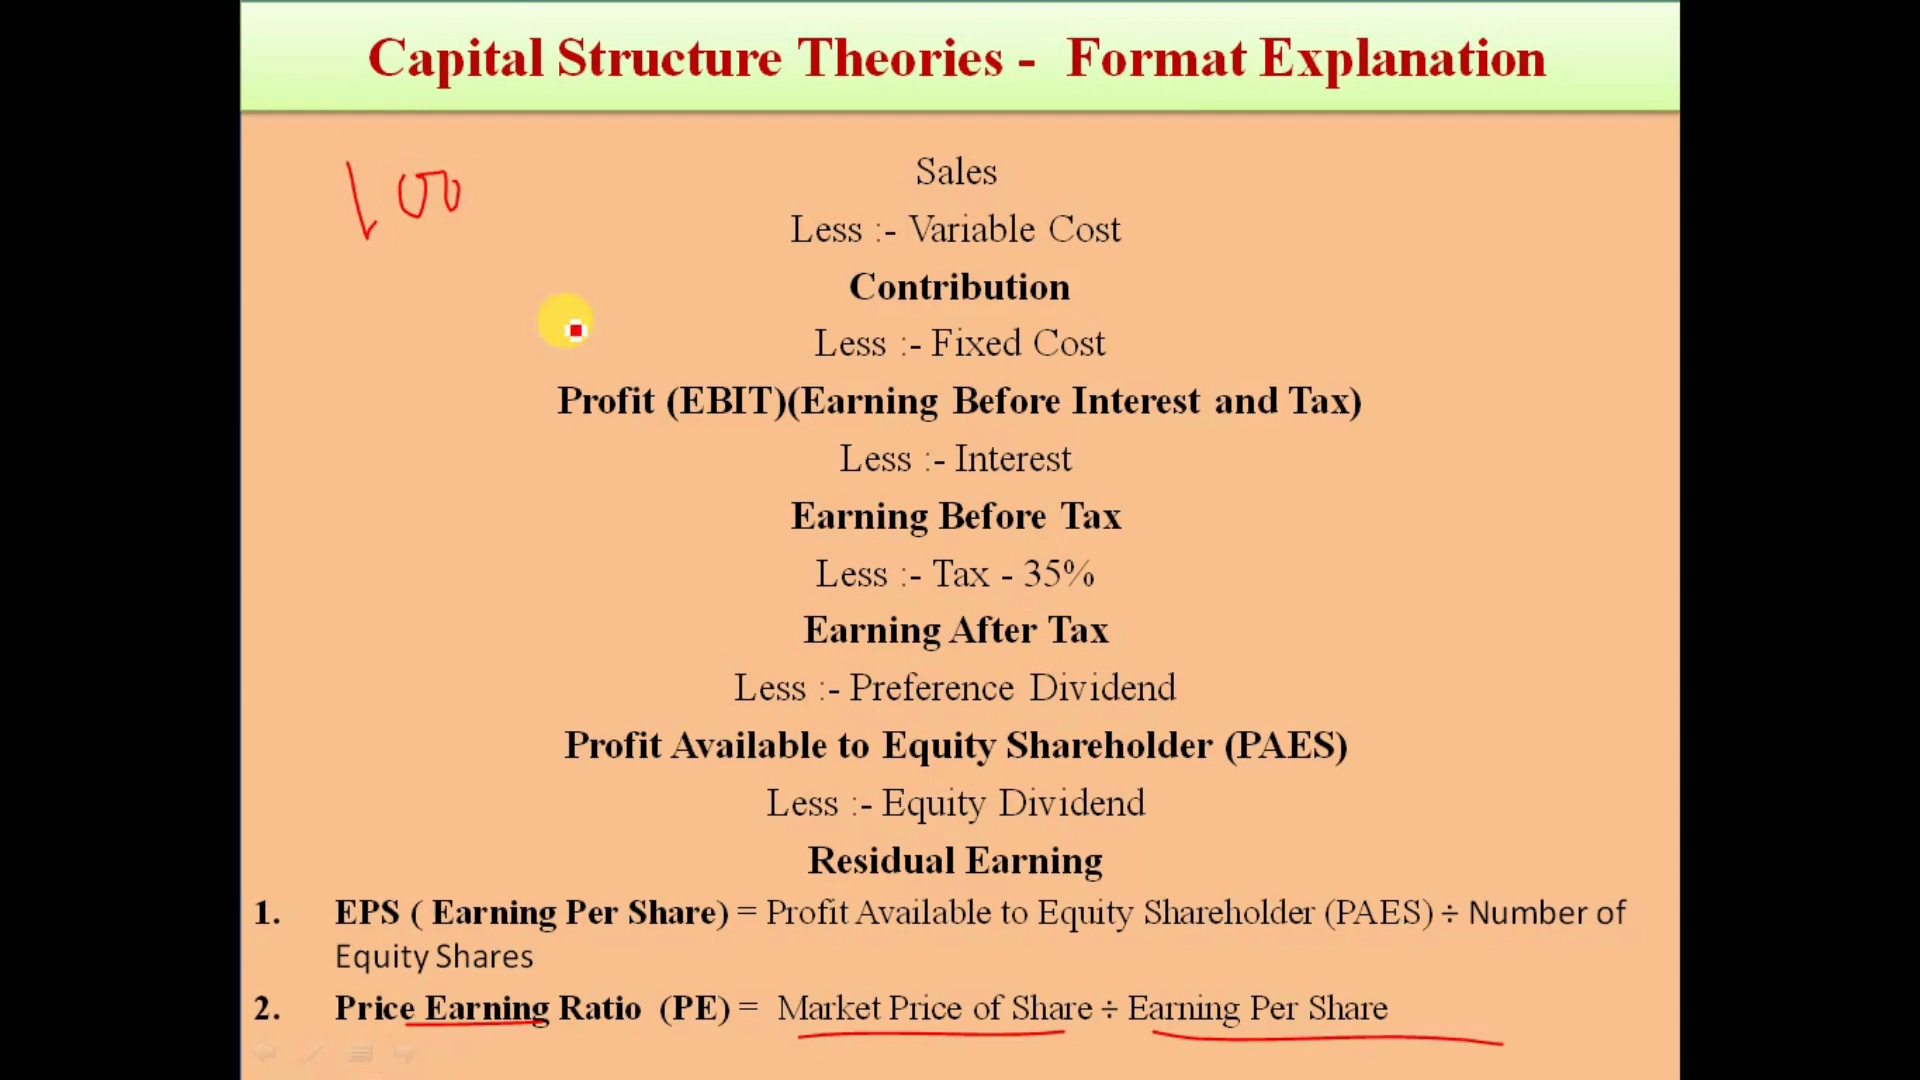 Capital Structure Theories - Format Explanation
100
Sales
Less :- Variable Cost
Contribution
Less :- Fixed Cost
Profit (EBIT)(Earning Before Interest and Tax)
Less :- Interest
Earning Before Tax
Less :- Tax - 35%
Earning After Tax
Less :- Preference Dividend
Profit Available to Equity Shareholder (PAES)
Less :- Equity Dividend
Residual Earning
1. EPS ( Earning Per Share) = Profit Available to Equity Shareholder (PAES) ÷ Number of
Equity Shares
2. Price Earning Ratio (PE) = Market Price of Share ÷ Earning Per Share